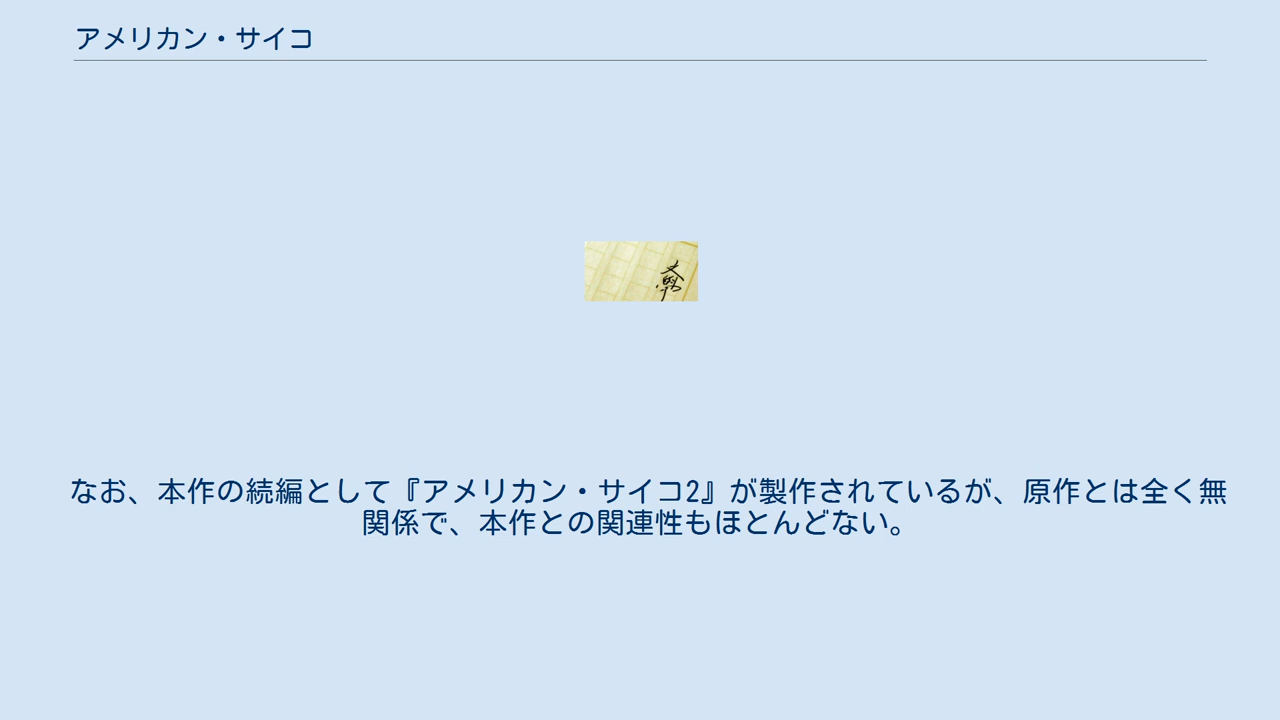 アメリカン・サイコ
なお、本作の続編として『アメリカン・サイコ2』が製作されているが、原作とは全く無
関係で、本作との関連性もほとんどない。